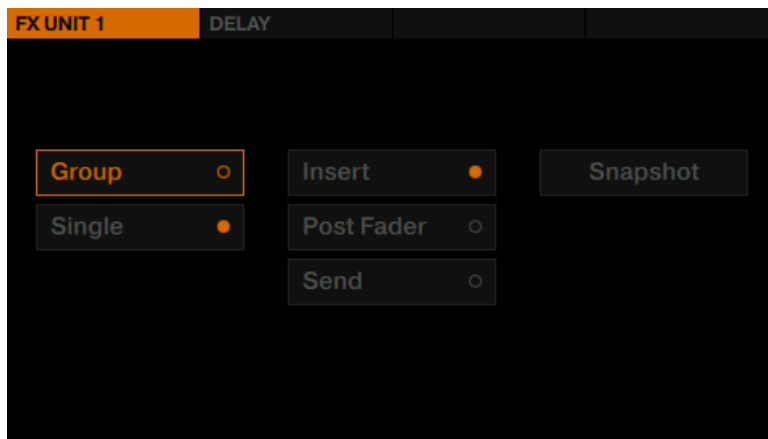 FX UNIT 1 DELAY
Group Insert Snapshot
Single Post Fader
Send